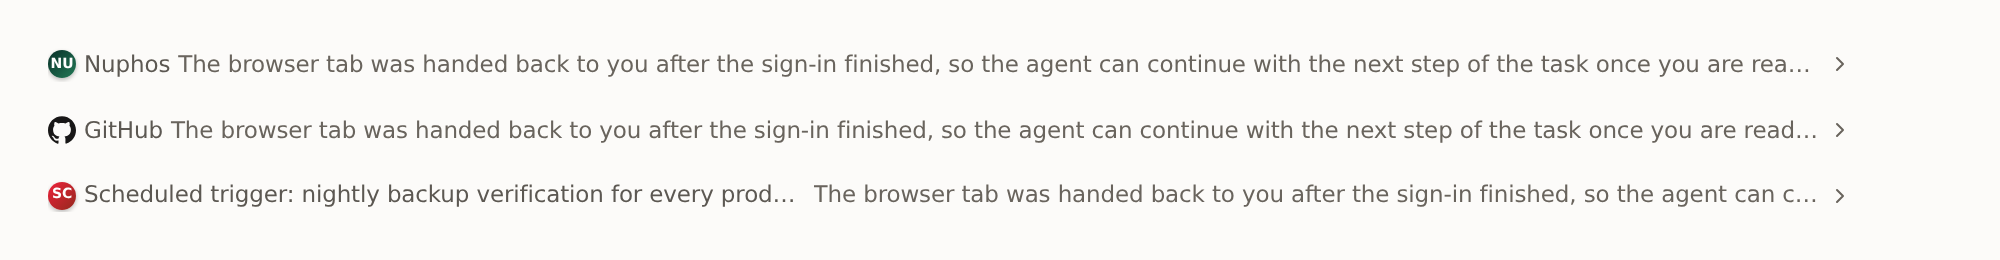 NU Nuphos The browser tab was handed back to you after the sign-in finished, so the agent can continue with the next step of the task once you are rea…
GitHub The browser tab was handed back to you after the sign-in finished, so the agent can continue with the next step of the task once you are read…
SC Scheduled trigger: nightly backup verification for every prod… The browser tab was handed back to you after the sign-in finished, so the agent can c…